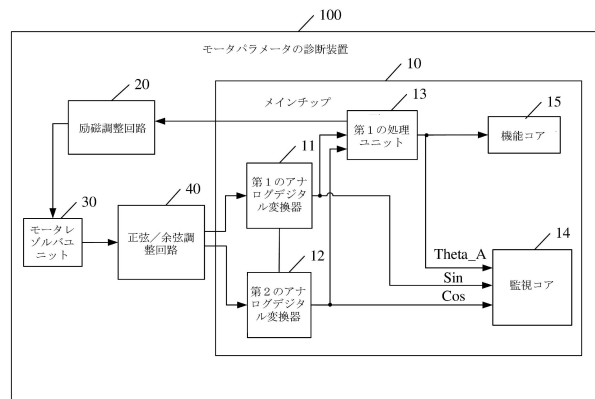 100
モータパラメータの診断装置
20
10
励磁調整回路
メインチップ
13
第1の処理
ユニット
15
機能コア
11
第1のアナ
ログデジタ
ル変換器
40
正弦／余弦調
整回路
30
モータレ
ゾルバユ
ニット
12
第2のアナ
ログデジタ
ル変換器
14
監視コア
Theta_A
Sin
Cos